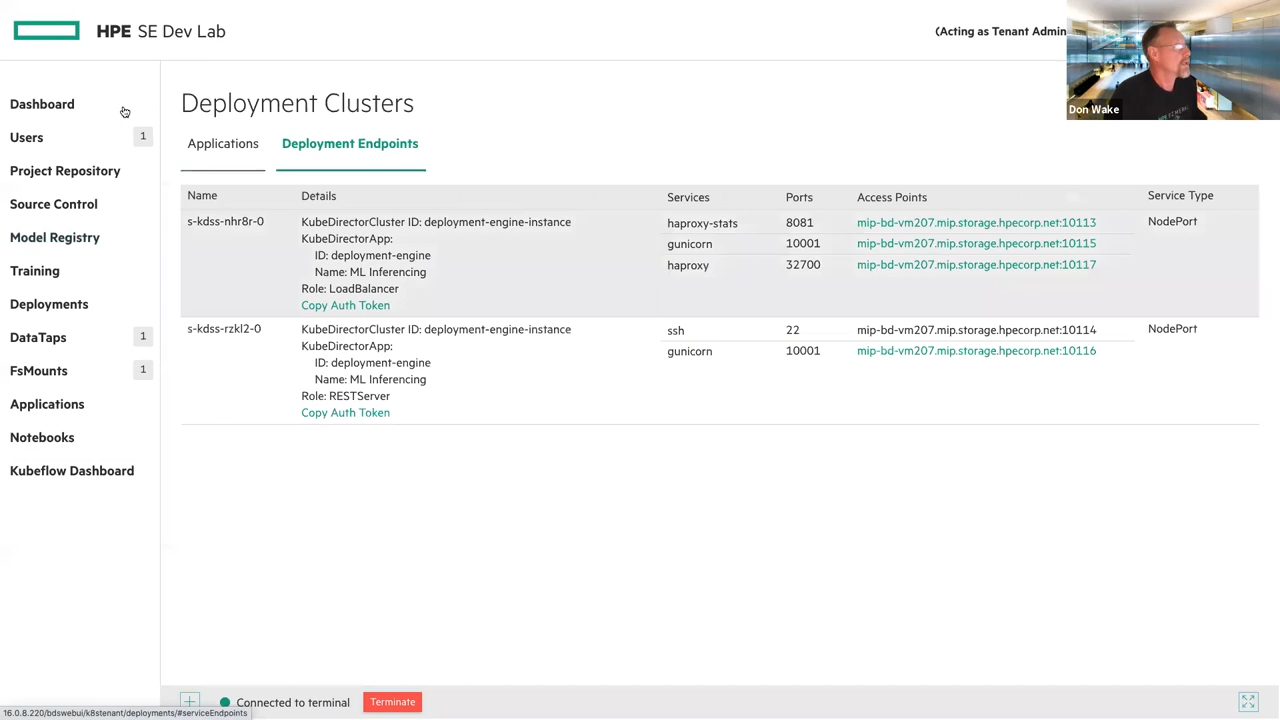 HPE SE Dev Lab
(Acting as Tenant Admin
Don Wake
Dashboard
Users 1
Project Repository
Source Control
Model Registry
Training
Deployments
DataTaps 1
FsMounts 1
Applications
Notebooks
Kubeflow Dashboard
Deployment Clusters
Applications Deployment Endpoints
Name Details Services Ports Access Points Service Type
s-kdss-nhr8r-0 KubeDirectorCluster ID: deployment-engine-instance haproxy-stats 8081 mip-bd-vm207.mip.storage.hpecorp.net:10113 NodePort
KubeDirectorApp: gunicorn 10001 mip-bd-vm207.mip.storage.hpecorp.net:10115
ID: deployment-engine haproxy 32700 mip-bd-vm207.mip.storage.hpecorp.net:10117
Name: ML Inferencing
Role: LoadBalancer
Copy Auth Token
s-kdss-rzkl2-0 KubeDirectorCluster ID: deployment-engine-instance ssh 22 mip-bd-vm207.mip.storage.hpecorp.net:10114 NodePort
KubeDirectorApp: gunicorn 10001 mip-bd-vm207.mip.storage.hpecorp.net:10116
ID: deployment-engine
Name: ML Inferencing
Role: RESTServer
Copy Auth Token
Connected to terminal Terminate
16.0.8.220/bdswebui/k8stenant/deployments/#serviceEndpoints